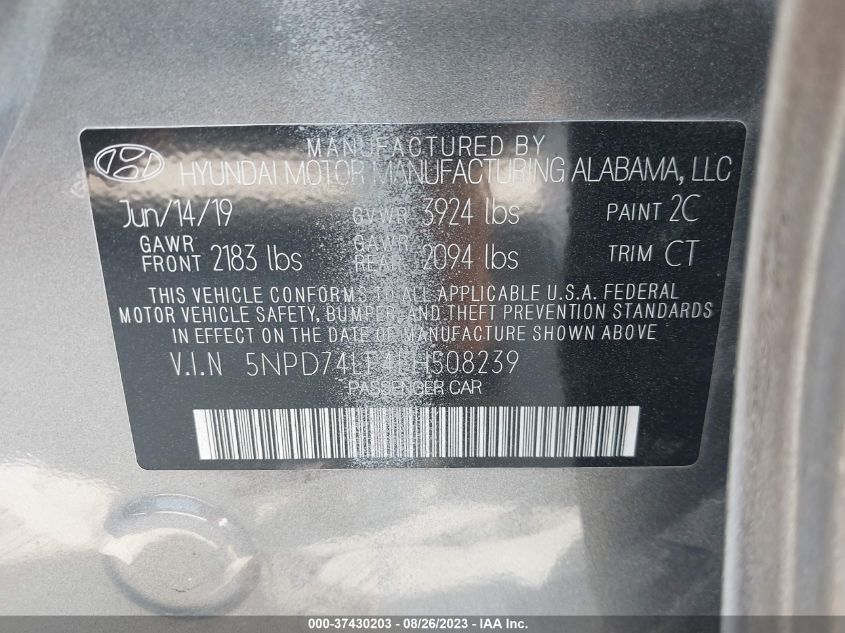 MANUFACTURED BY
HYUNDAI MOTOR MANUFACTURING ALABAMA, LLC
Jun/14/19 GVWR 3924 lbs PAINT 2C
GAWR FRONT 2183 lbs GAWR REAR 2094 lbs TRIM CT
THIS VEHICLE CONFORMS TO ALL APPLICABLE U.S.A. FEDERAL
MOTOR VEHICLE SAFETY, BUMPER, AND THEFT PREVENTION STANDARDS
IN EFFECT ON THE DATE OF MANUFACTURE SHOWN ABOVE
V.I.N 5NPD74LF4LH508239
PASSENGER CAR
000-37430203 - 08/26/2023 - IAA Inc.